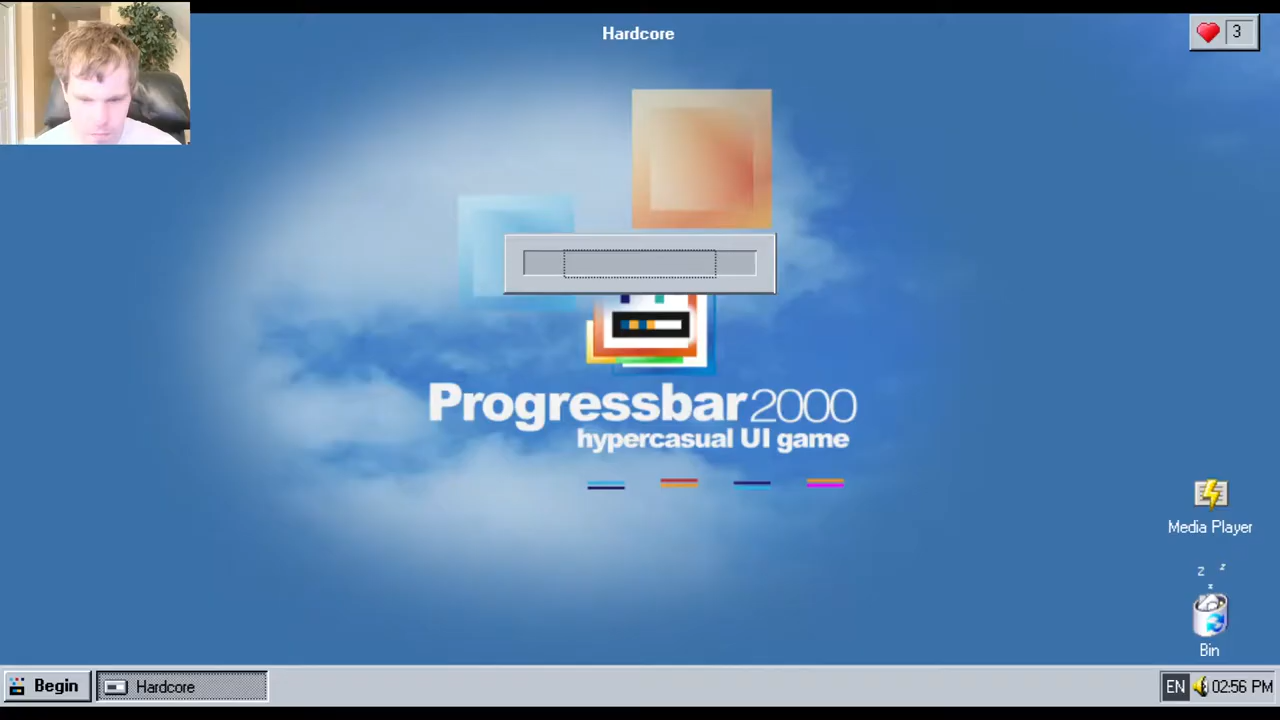 Hardcore
3
Progressbar2000
hypercasual UI game
Media Player
z z
z
Bin
Begin
Hardcore
EN
02:56 PM